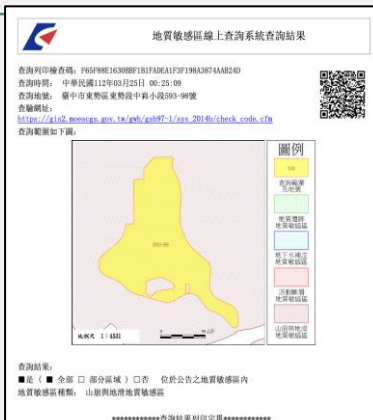 地質敏感區線上查詢系統查詢結果
查詢列印檢查碼：F65F88E1630BBF1B1FADEA1F3F198A3874AAB24D
查詢時間： 中華民國112年03月25日 00:25:09
查詢地號： 臺中市東勢區東勢段中嵙小段593-98號
查驗網址：
https://gis2.moeacgs.gov.tw/gwh/gsb97-1/sys_2014b/check_code.cfm
查詢範圍如下圖：
圖例
查詢範圍
及地號
地質遺跡
地質敏感區
地下水補注
地質敏感區
活動斷層
地質敏感區
山崩與地滑
地質敏感區
593-98
比例尺 1：4531
查詢結果：
■是（ ■ 全部 □ 部分區域 ）□否 位於公告之地質敏感區內
地質敏感區種類： 山崩與地滑地質敏感區
************查詢結果列印完畢************